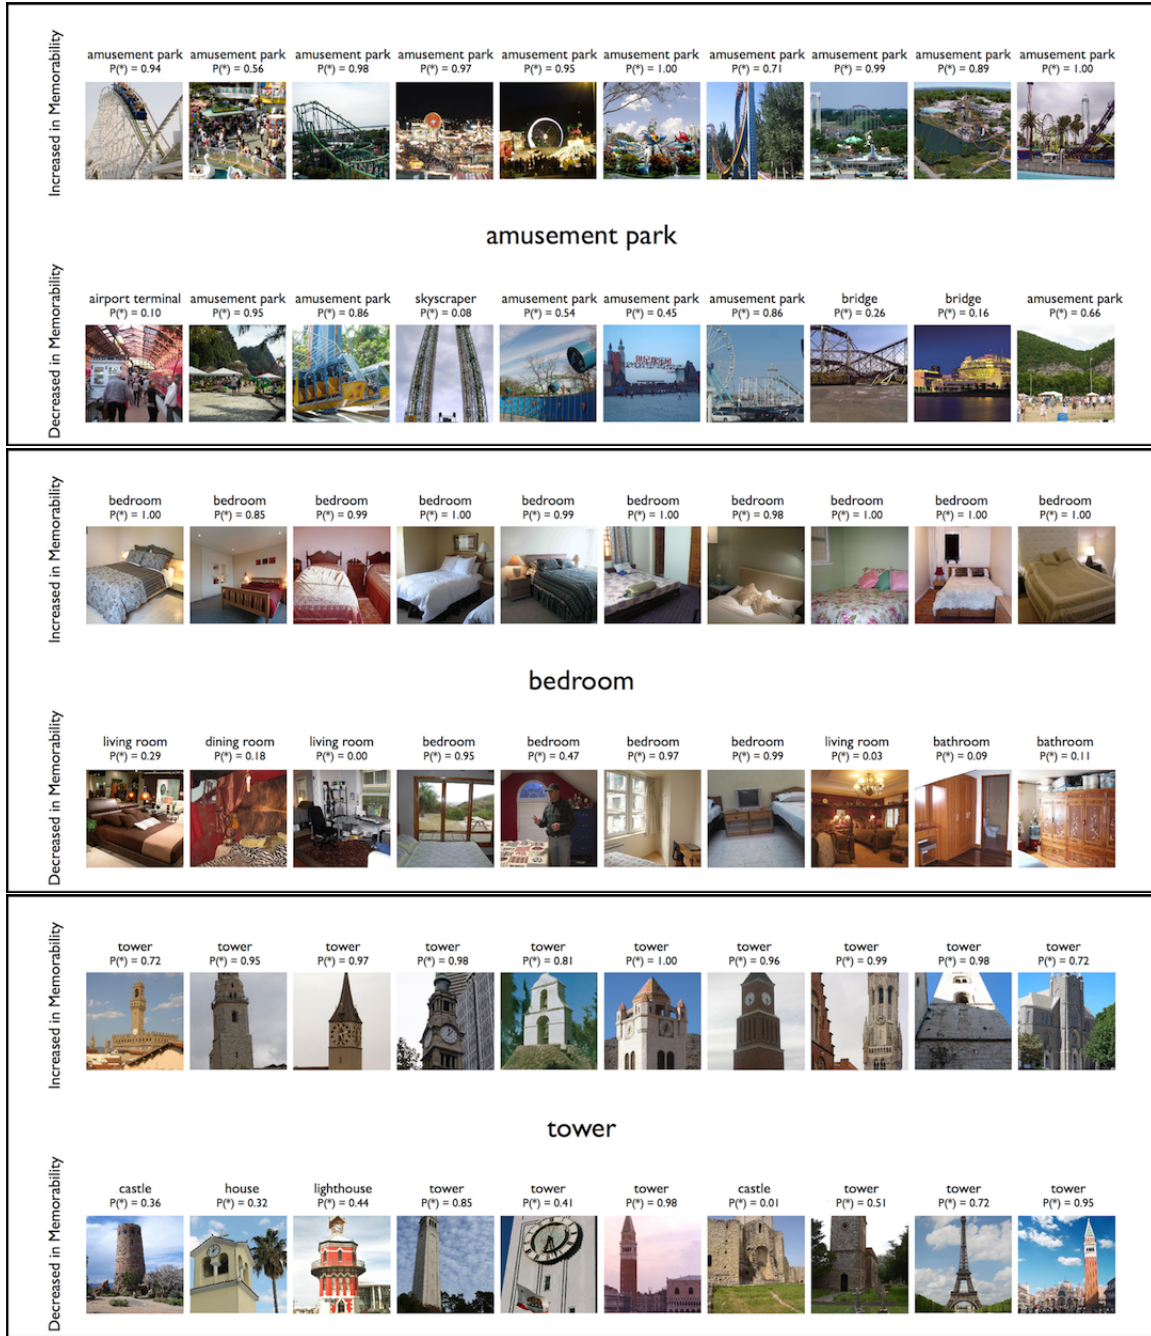 Increased in Memorability
amusement park amusement park amusement park amusement park amusement park amusement park amusement park amusement park amusement park amusement park
P(*) = 0.94 P(*) = 0.56 P(*) = 0.98 P(*) = 0.97 P(*) = 0.95 P(*) = 1.00 P(*) = 0.71 P(*) = 0.99 P(*) = 0.89 P(*) = 1.00
amusement park
Decreased in Memorability
airport terminal amusement park amusement park skyscraper amusement park amusement park amusement park bridge bridge amusement park
P(*) = 0.10 P(*) = 0.95 P(*) = 0.86 P(*) = 0.08 P(*) = 0.54 P(*) = 0.45 P(*) = 0.86 P(*) = 0.26 P(*) = 0.16 P(*) = 0.66
Increased in Memorability
bedroom bedroom bedroom bedroom bedroom bedroom bedroom bedroom bedroom bedroom
P(*) = 1.00 P(*) = 0.85 P(*) = 0.99 P(*) = 1.00 P(*) = 0.99 P(*) = 1.00 P(*) = 0.98 P(*) = 1.00 P(*) = 1.00 P(*) = 1.00
bedroom
Decreased in Memorability
living room dining room living room bedroom bedroom bedroom bedroom living room bathroom bathroom
P(*) = 0.29 P(*) = 0.18 P(*) = 0.00 P(*) = 0.95 P(*) = 0.47 P(*) = 0.97 P(*) = 0.99 P(*) = 0.03 P(*) = 0.09 P(*) = 0.11
Increased in Memorability
tower tower tower tower tower tower tower tower tower tower
P(*) = 0.72 P(*) = 0.95 P(*) = 0.97 P(*) = 0.98 P(*) = 0.81 P(*) = 1.00 P(*) = 0.96 P(*) = 0.99 P(*) = 0.98 P(*) = 0.72
tower
Decreased in Memorability
castle house lighthouse tower tower tower castle tower tower tower
P(*) = 0.36 P(*) = 0.32 P(*) = 0.44 P(*) = 0.85 P(*) = 0.41 P(*) = 0.98 P(*) = 0.01 P(*) = 0.51 P(*) = 0.72 P(*) = 0.95